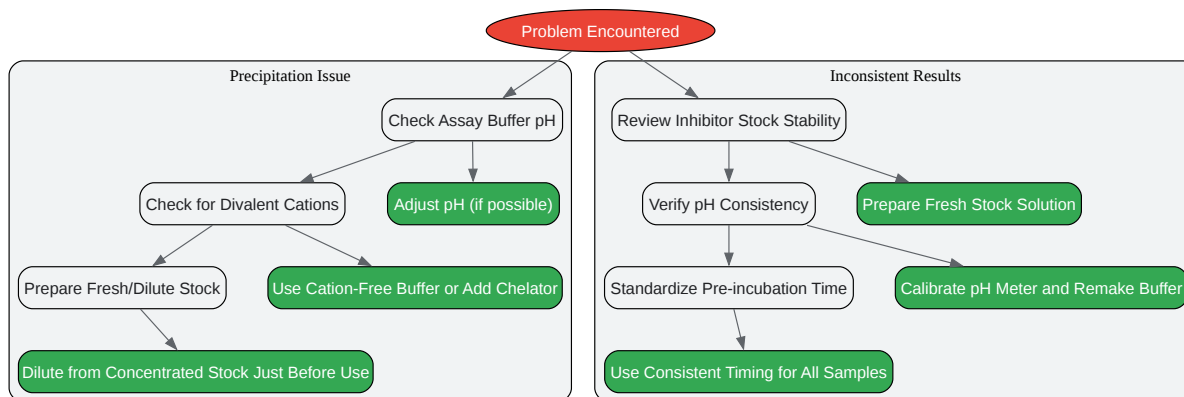 Problem Encountered
Precipitation Issue
Check Assay Buffer pH
Check for Divalent Cations
Adjust pH (if possible)
Prepare Fresh/Dilute Stock
Use Cation-Free Buffer or Add Chelator
Dilute from Concentrated Stock Just Before Use
Inconsistent Results
Review Inhibitor Stock Stability
Verify pH Consistency
Prepare Fresh Stock Solution
Standardize Pre-incubation Time
Calibrate pH Meter and Remake Buffer
Use Consistent Timing for All Samples